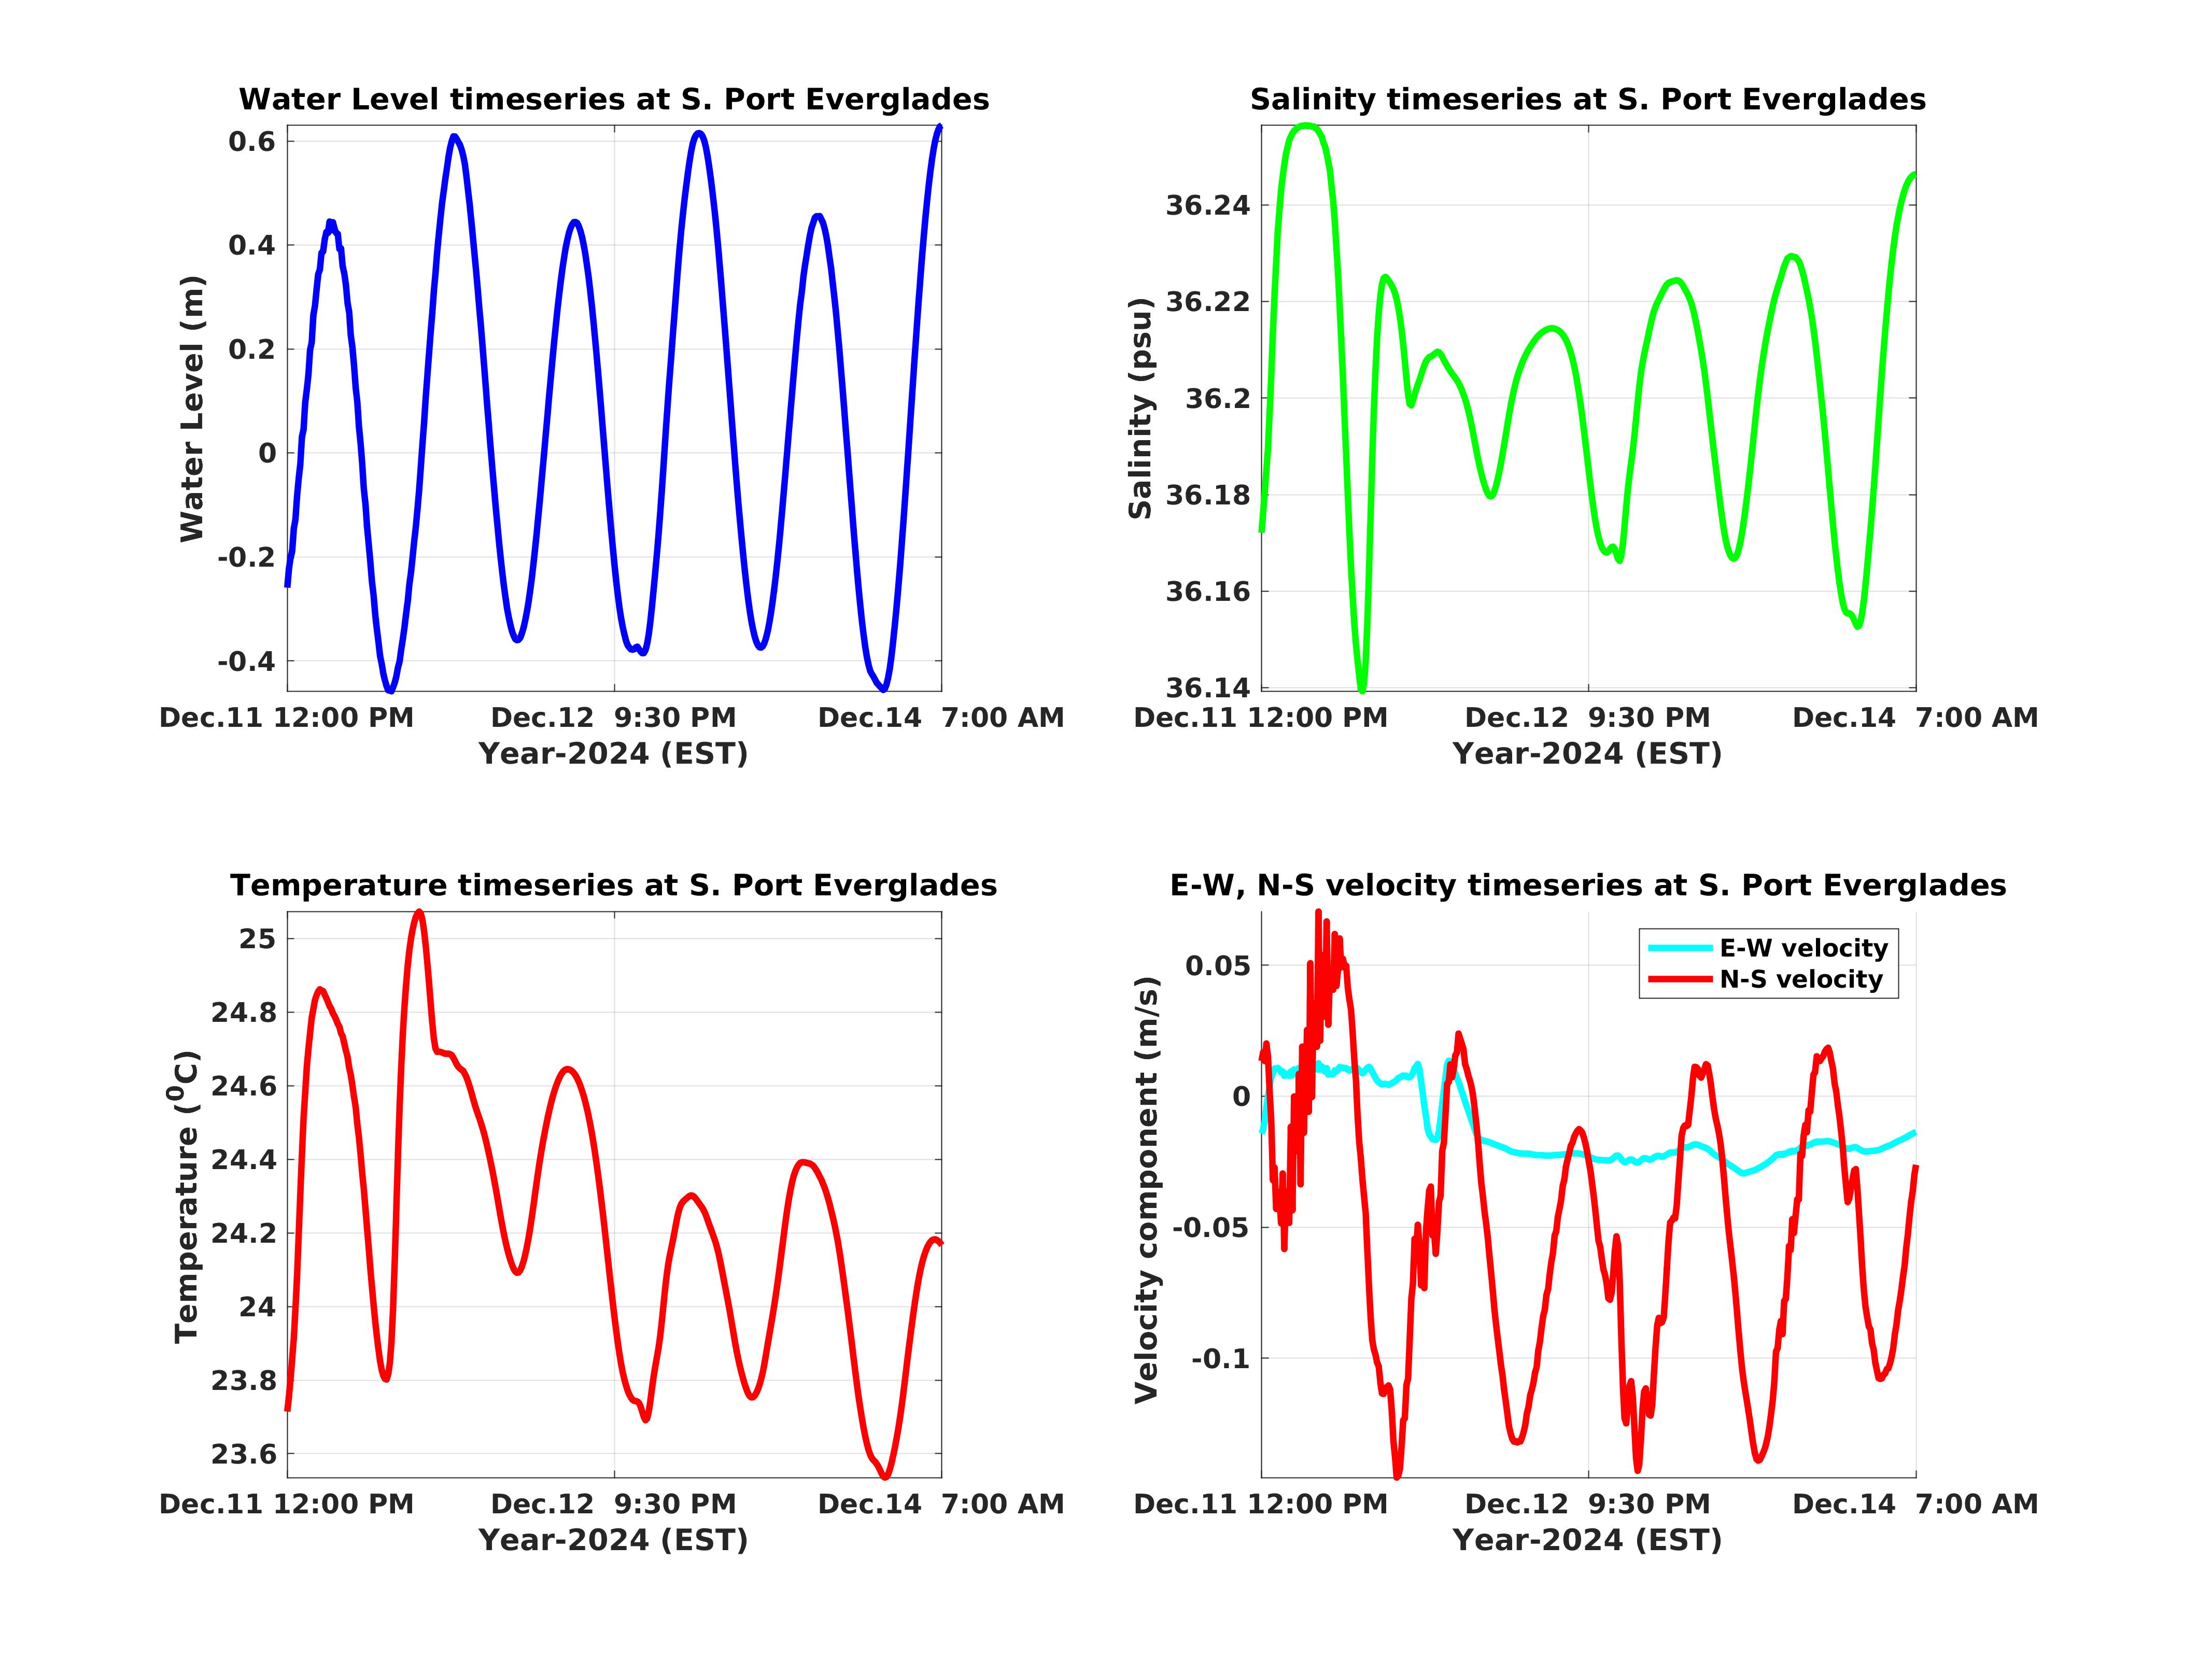 Water Level timeseries at S. Port Everglades
Water Level (m)
0.6
0.4
0.2
0
-0.2
-0.4
Dec.11 12:00 PM
Dec.12 9:30 PM
Dec.14 7:00 AM
Year-2024 (EST)
Salinity timeseries at S. Port Everglades
Salinity (psu)
36.24
36.22
36.2
36.18
36.16
36.14
Dec.11 12:00 PM
Dec.12 9:30 PM
Dec.14 7:00 AM
Year-2024 (EST)
Temperature timeseries at S. Port Everglades
Temperature (⁰C)
25
24.8
24.6
24.4
24.2
24
23.8
23.6
Dec.11 12:00 PM
Dec.12 9:30 PM
Dec.14 7:00 AM
Year-2024 (EST)
E-W, N-S velocity timeseries at S. Port Everglades
E-W velocity
N-S velocity
Velocity component (m/s)
0.05
0
-0.05
-0.1
Dec.11 12:00 PM
Dec.12 9:30 PM
Dec.14 7:00 AM
Year-2024 (EST)